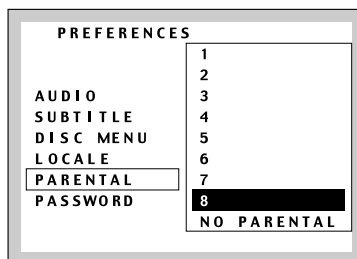 PREFERENCES
AUDIO
SUBTITLE
DISC MENU
LOCALE
PARENTAL
PASSWORD
1
2
3
4
5
6
7
8
NO PARENTAL